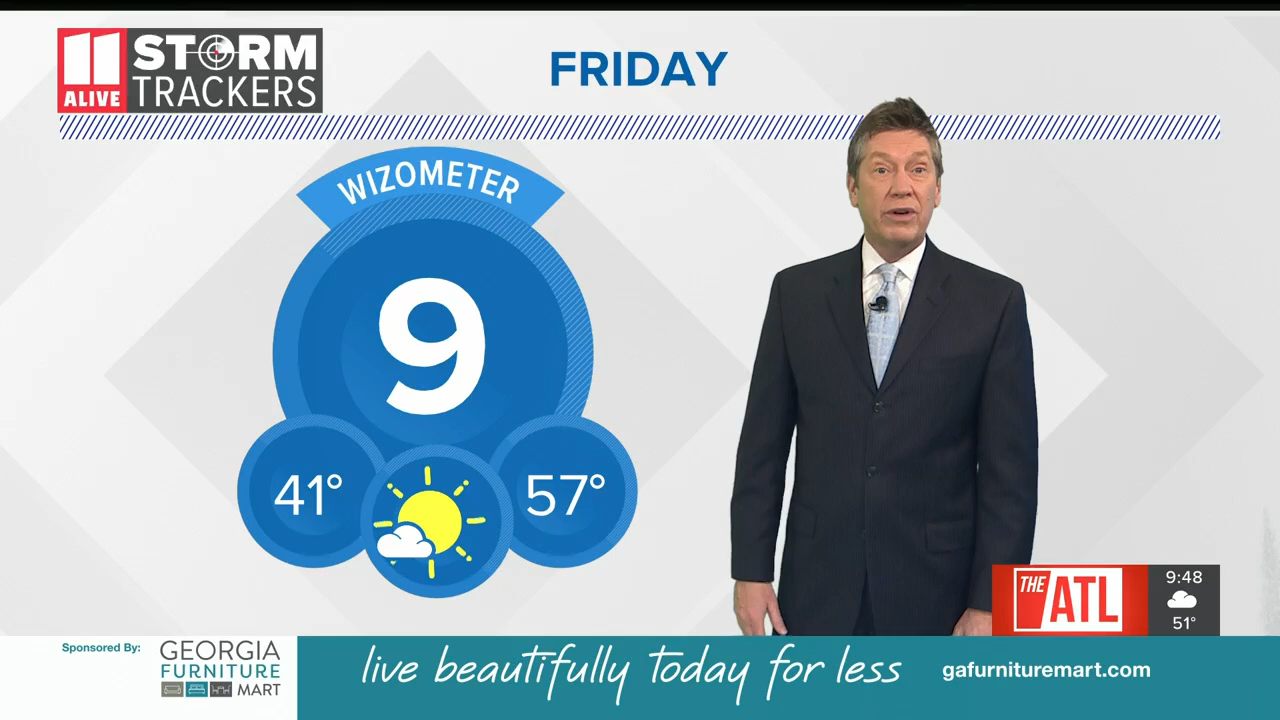 11 ALIVE
STORM
TRACKERS
FRIDAY
WIZOMETER
9
41°
57°
THE ATL
9:48
51°
Sponsored By:
GEORGIA
FURNITURE
MART
live beautifully today for less
gafurnituremart.com